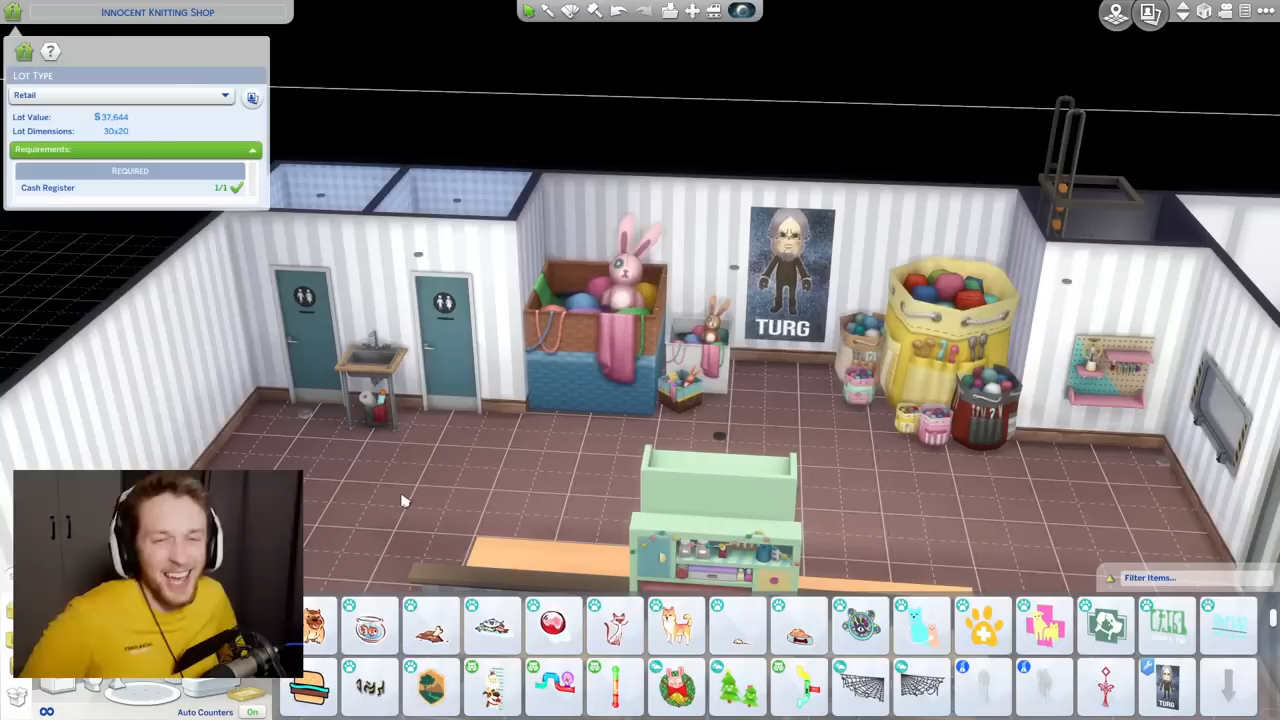 INNOCENT KNITTING SHOP
LOT TYPE
Retail
Lot Value: §37,644
Lot Dimensions: 30x20
Requirements:
REQUIRED
Cash Register 1/1
TURG
Filter Items...
TURG
Auto Counters On